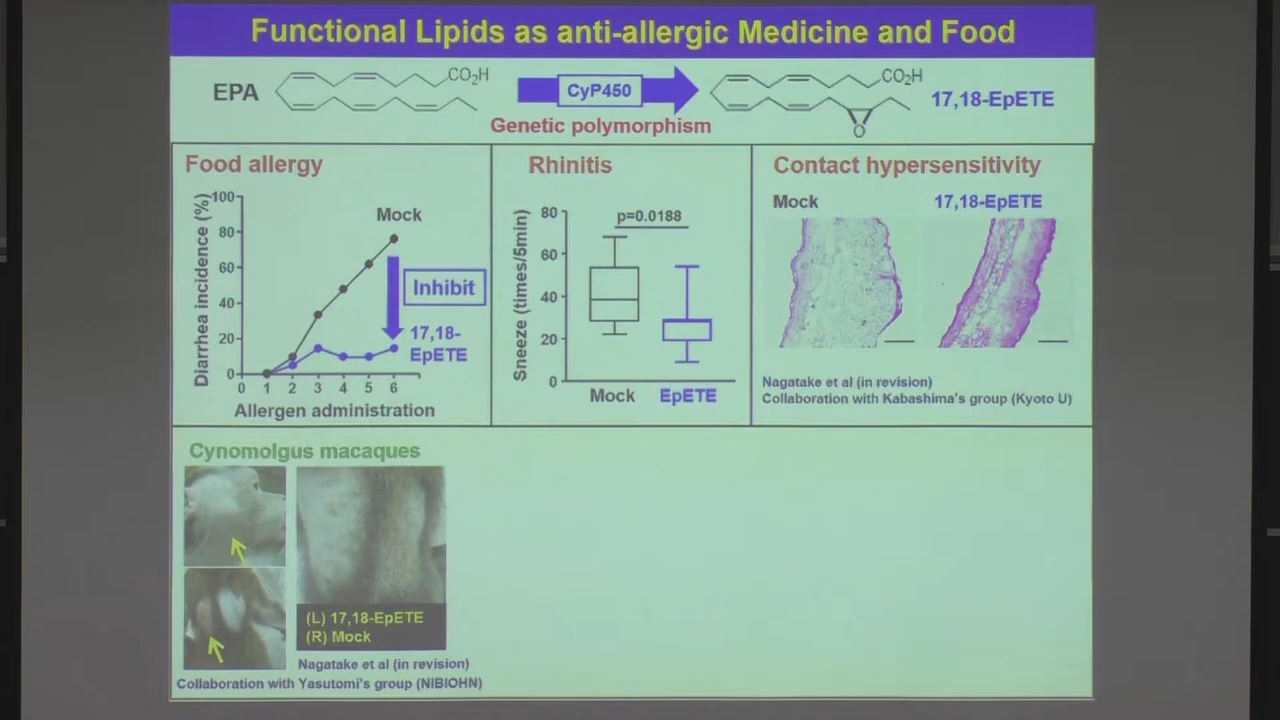 Functional Lipids as anti-allergic Medicine and Food
EPA
CO₂H
CyP450
Genetic polymorphism
CO₂H
O
17,18-EpETE
Food allergy
Diarrhea incidence (%)
100
80
60
40
20
0
0 1 2 3 4 5 6
Allergen administration
Mock
Inhibit
17,18-
EpETE
Rhinitis
Sneeze (times/5min)
80
60
40
20
0
p=0.0188
Mock EpETE
Contact hypersensitivity
Mock 17,18-EpETE
Nagatake et al (in revision)
Collaboration with Kabashima's group (Kyoto U)
Cynomolgus macaques
(L) 17,18-EpETE
(R) Mock
Nagatake et al (in revision)
Collaboration with Yasutomi's group (NIBIOHN)